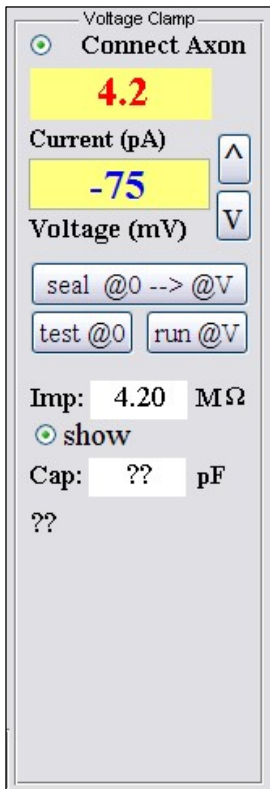 Voltage Clamp
Connect Axon
4.2
Current (pA)
^
-75
Voltage (mV)
V
seal @0 --> @V
test @0 run @V
Imp: 4.20 MΩ
show
Cap: ?? pF
??